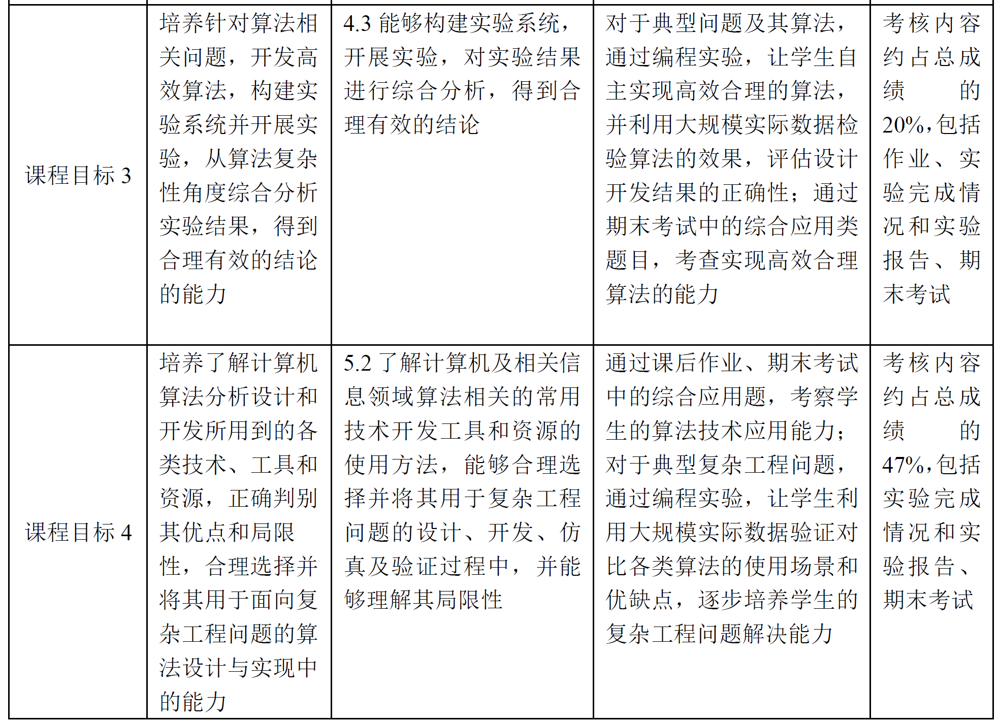 课程目标 3
培养针对算法相
关问题，开发高
效算法，构建实
验系统并开展实
验，从算法复杂
性角度综合分析
实验结果，得到
合理有效的结论
的能力
4.3 能够构建实验系统，
开展实验，对实验结果
进行综合分析，得到合
理有效的结论
对于典型问题及其算法，
通过编程实验，让学生自
主实现高效合理的算法，
并利用大规模实际数据检
验算法的效果，评估设计
开发结果的正确性；通过
期末考试中的综合应用类
题目，考查实现高效合理
算法的能力
考核内容
约占总成
绩的
20%，包括
作业、实
验完成情
况和实验
报告、期
末考试
课程目标 4
培养了解计算机
算法分析设计和
开发所用到的各
类技术、工具和
资源，正确判别
其优点和局限
性，合理选择并
将其用于面向复
杂工程问题的算
法设计与实现中
的能力
5.2 了解计算机及相关信
息领域算法相关的常用
技术开发工具和资源的
使用方法，能够合理选
择并将其用于复杂工程
问题的设计、开发、仿
真及验证过程中，并能
够理解其局限性
通过课后作业、期末考试
中的综合应用题，考察学
生的算法技术应用能力；
对于典型复杂工程问题，
通过编程实验，让学生利
用大规模实际数据验证对
比各类算法的使用场景和
优缺点，逐步培养学生的
复杂工程问题解决能力
考核内容
约占总成
绩的
47%，包括
实验完成
情况和实
验报告、
期末考试